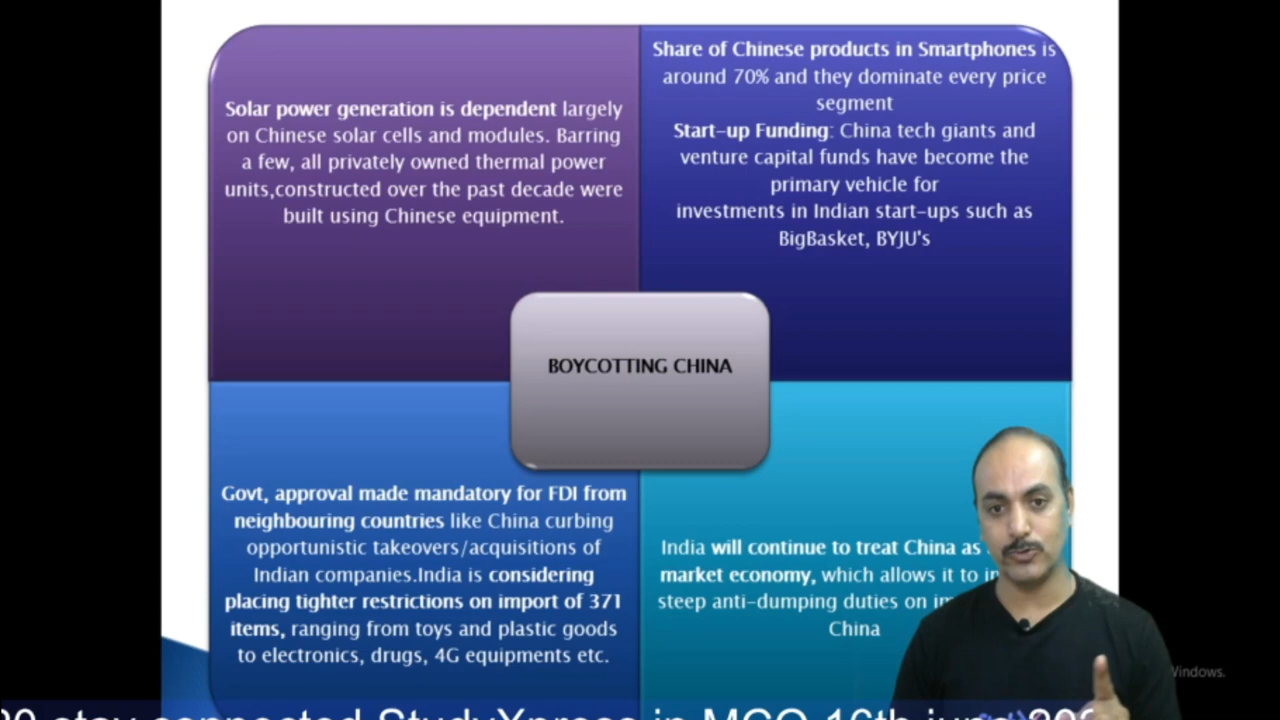 Solar power generation is dependent largely
on Chinese solar cells and modules. Barring
a few, all privately owned thermal power
units,constructed over the past decade were
built using Chinese equipment.
Share of Chinese products in Smartphones is
around 70% and they dominate every price
segment
Start-up Funding: China tech giants and
venture capital funds have become the
primary vehicle for
investments in Indian start-ups such as
BigBasket, BYJU's
BOYCOTTING CHINA
Govt, approval made mandatory for FDI from
neighbouring countries like China curbing
opportunistic takeovers/acquisitions of
Indian companies.India is considering
placing tighter restrictions on import of 371
items, ranging from toys and plastic goods
to electronics, drugs, 4G equipments etc.
India will continue to treat China as
market economy, which allows it to
steep anti-dumping duties on
China
Windows.
stay connected StudyXpress in MCQ 16th june